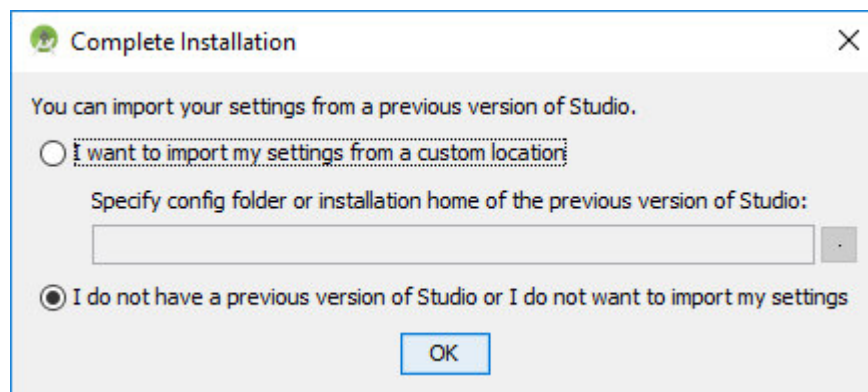 Complete Installation
You can import your settings from a previous version of Studio.
I want to import my settings from a custom location
Specify config folder or installation home of the previous version of Studio:
.
I do not have a previous version of Studio or I do not want to import my settings
OK